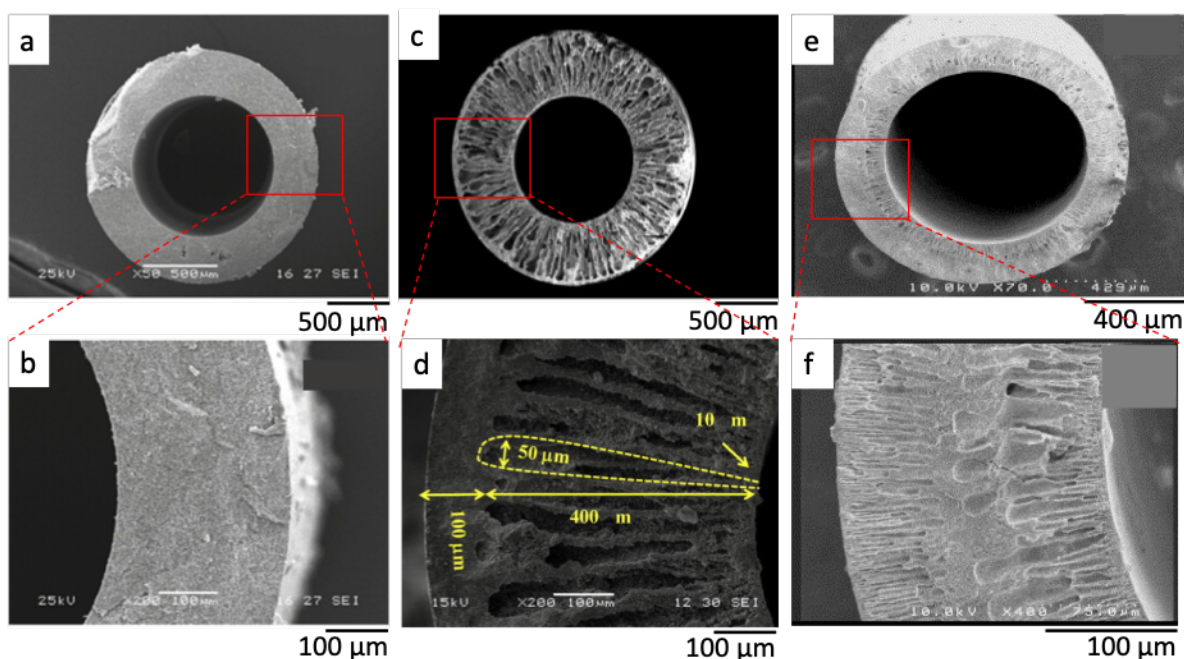 a
25kV X50 500μm 16 27 SEI
500 μm
c
500 μm
e
10.0kV X70.0 429um
400 μm
b
25kV X200 100μm 16 27 SEI
100 μm
d
50 μm
10 m
400 m
100 μm
15kV X200 100μm 12 30 SEI
100 μm
f
10.0kV X400 75.0um
100 μm